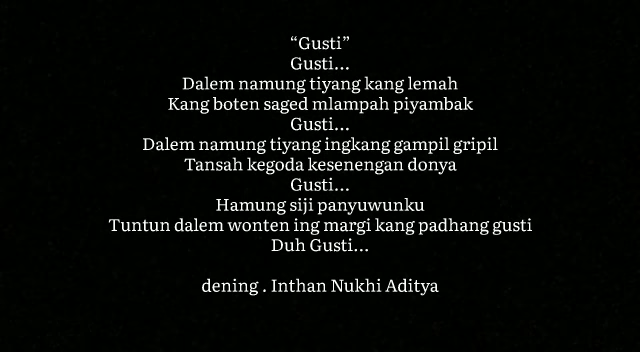 “Gusti”
Gusti...
Dalem namung tiyang kang lemah
Kang boten saged mlampah piyambak
Gusti...
Dalem namung tiyang ingkang gampil gripil
Tansah kegoda kesenengan donya
Gusti...
Hamung siji panyuwunku
Tuntun dalem wonten ing margi kang padhang gusti
Duh Gusti...
dening . Inthan Nukhi Aditya